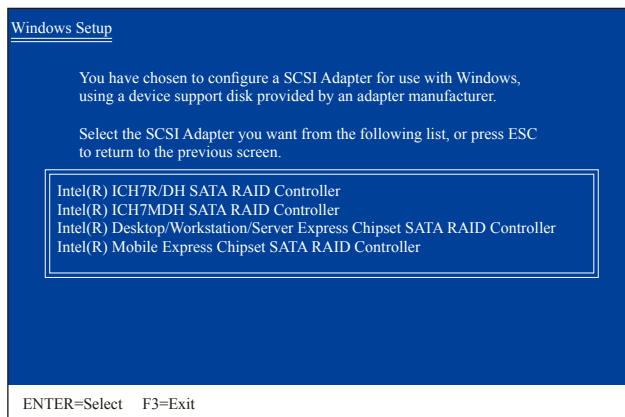 Windows Setup
You have chosen to configure a SCSI Adapter for use with Windows,
using a device support disk provided by an adapter manufacturer.
Select the SCSI Adapter you want from the following list, or press ESC
to return to the previous screen.
Intel(R) ICH7R/DH SATA RAID Controller
Intel(R) ICH7MDH SATA RAID Controller
Intel(R) Desktop/Workstation/Server Express Chipset SATA RAID Controller
Intel(R) Mobile Express Chipset SATA RAID Controller
ENTER=Select F3=Exit